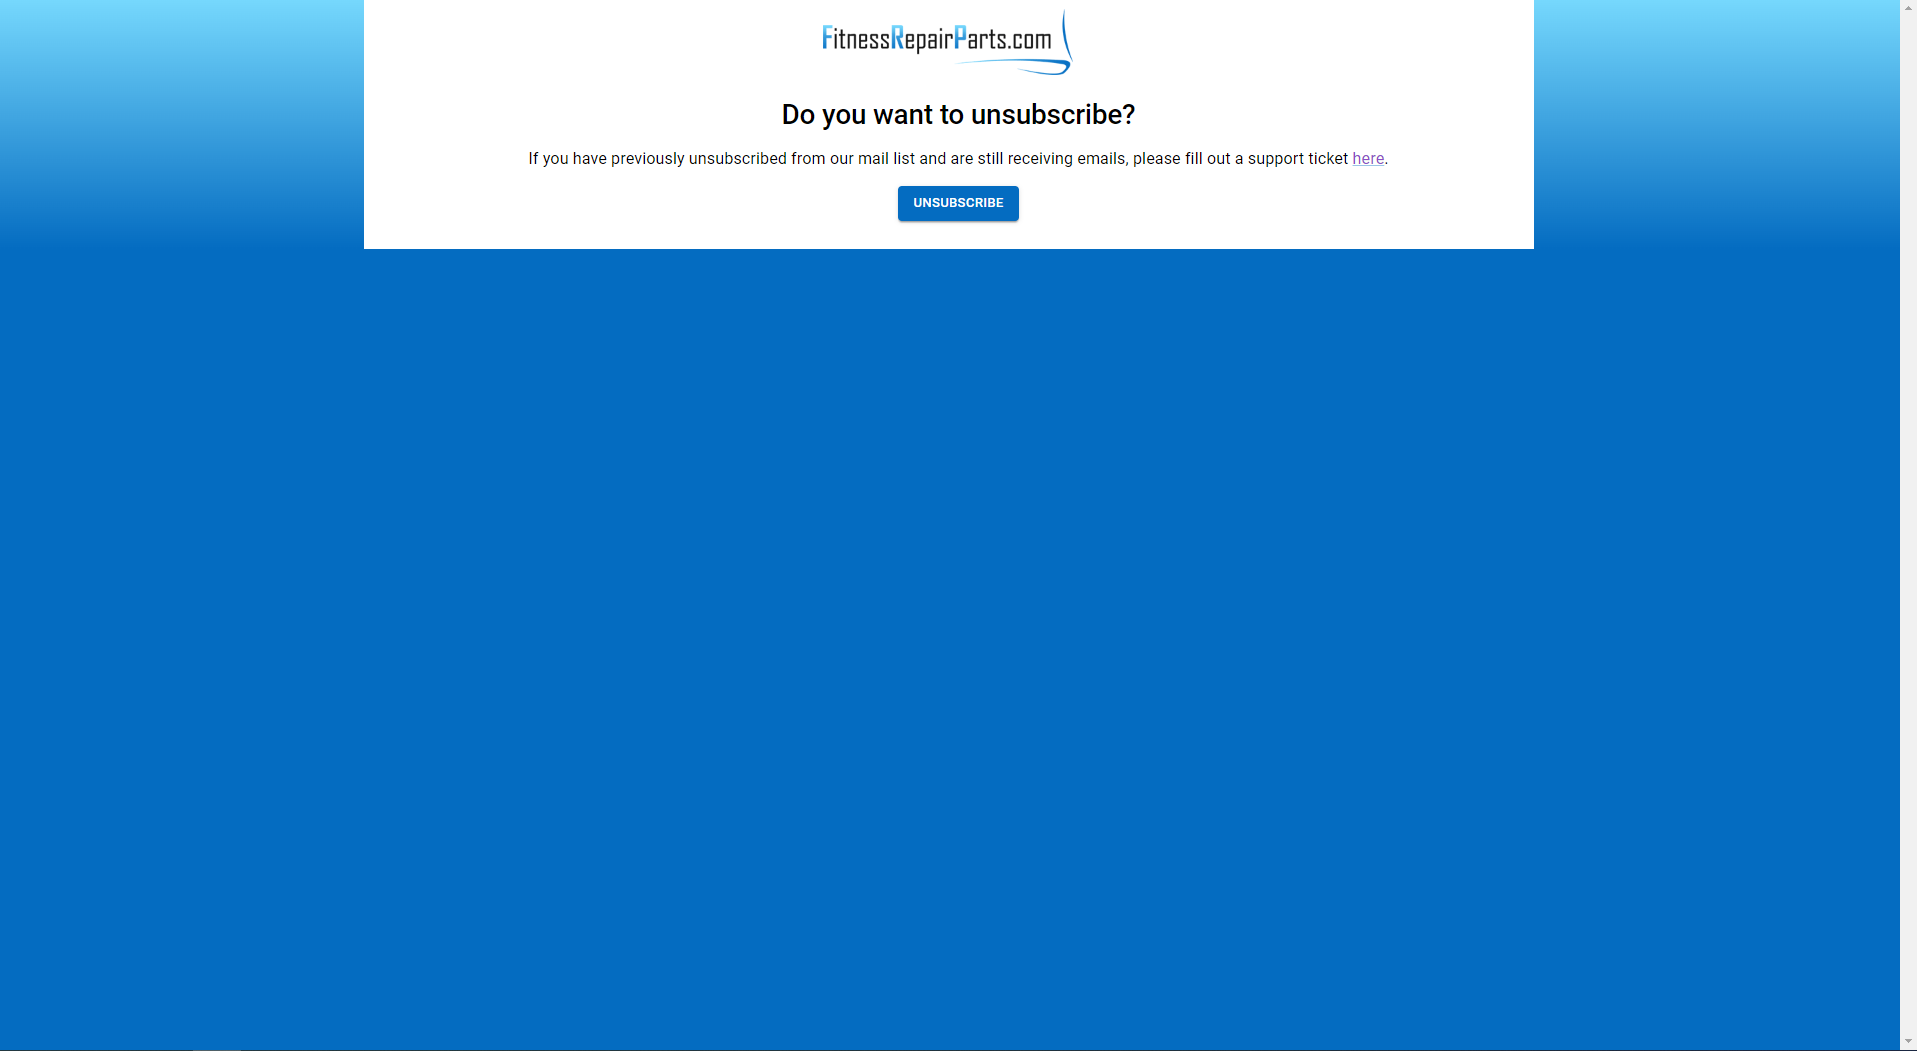 FitnessRepairParts.com
Do you want to unsubscribe?
If you have previously unsubscribed from our mail list and are still receiving emails, please fill out a support ticket here.
UNSUBSCRIBE